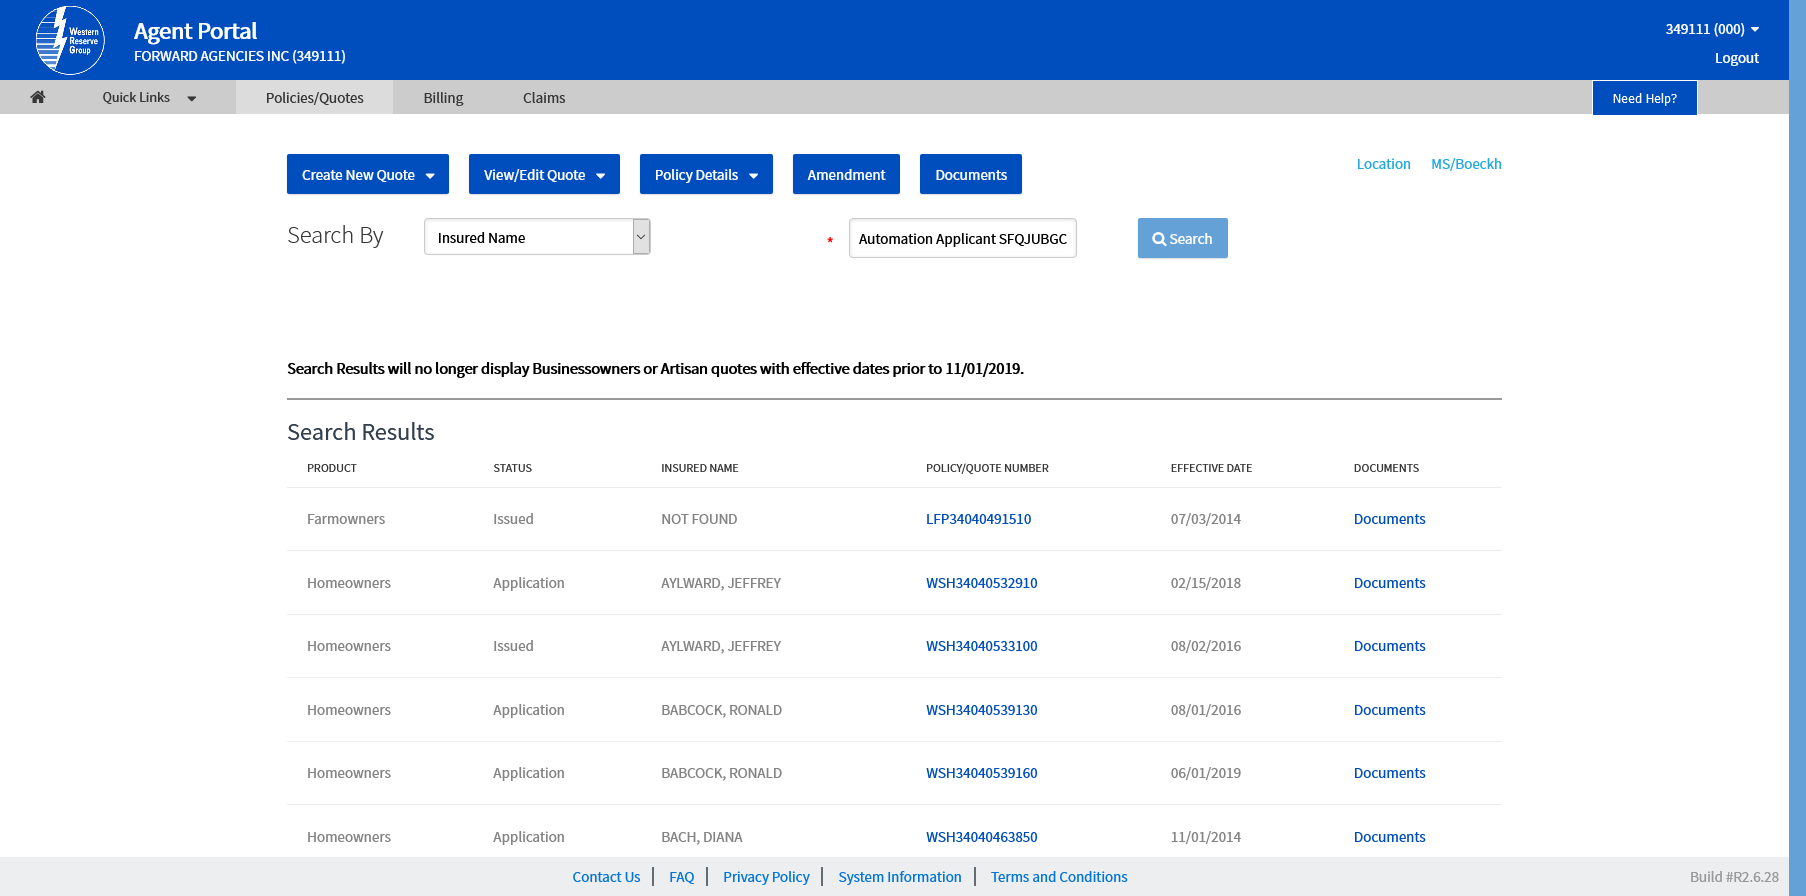 Western
Reserve
Group
Agent Portal
FORWARD AGENCIES INC (349111)
349111 (000)
Logout
Quick Links
Policies/Quotes
Billing
Claims
Need Help?
Create New Quote
View/Edit Quote
Policy Details
Amendment
Documents
Location
MS/Boeckh
Search By
Insured Name
* Automation Applicant SFQJUBGC
Search
Search Results will no longer display Businessowners or Artisan quotes with effective dates prior to 11/01/2019.
Search Results
PRODUCT STATUS INSURED NAME POLICY/QUOTE NUMBER EFFECTIVE DATE DOCUMENTS
Farmowners Issued NOT FOUND LFP34040491510 07/03/2014 Documents
Homeowners Application AYLWARD, JEFFREY WSH34040532910 02/15/2018 Documents
Homeowners Issued AYLWARD, JEFFREY WSH34040533100 08/02/2016 Documents
Homeowners Application BABCOCK, RONALD WSH34040539130 08/01/2016 Documents
Homeowners Application BABCOCK, RONALD WSH34040539160 06/01/2019 Documents
Homeowners Application BACH, DIANA WSH34040463850 11/01/2014 Documents
Contact Us FAQ Privacy Policy System Information Terms and Conditions
Build #R2.6.28